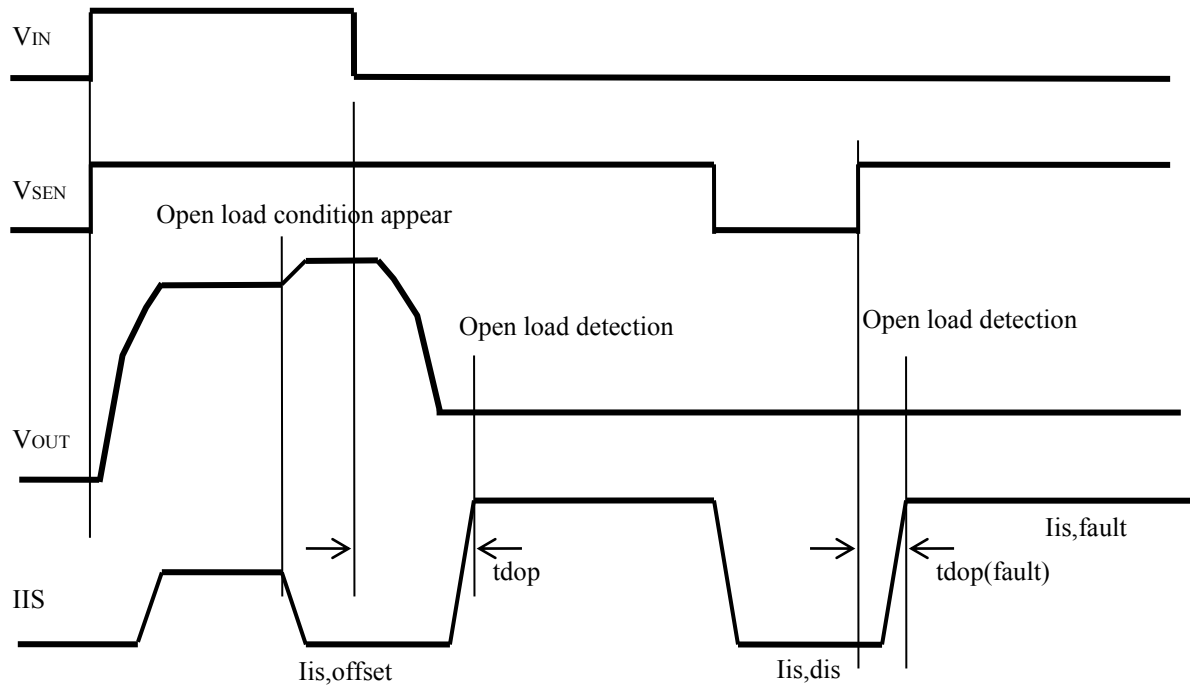 VIN
VSEN
Open load condition appear
Open load detection
Open load detection
VOUT
Iis,fault
tdop
tdop(fault)
IIS
Iis,offset
Iis,dis